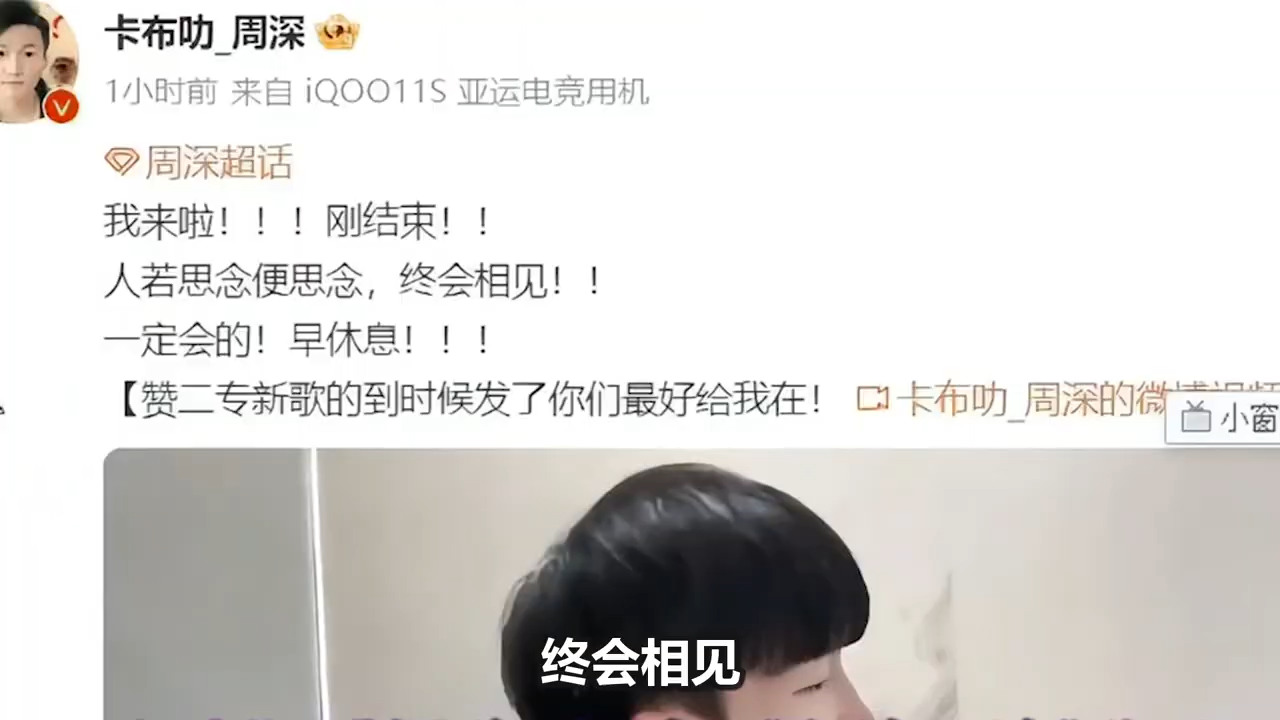 卡布叻_周深
1小时前 来自 iQOO11S 亚运电竞用机
周深超话
我来啦！！！刚结束！！
人若思念便思念，终会相见！！
一定会的！早休息！！！
【赞二专新歌的到时候发了你们最好给我在！ 卡布叻_周深的微博视频
小窗
终会相见